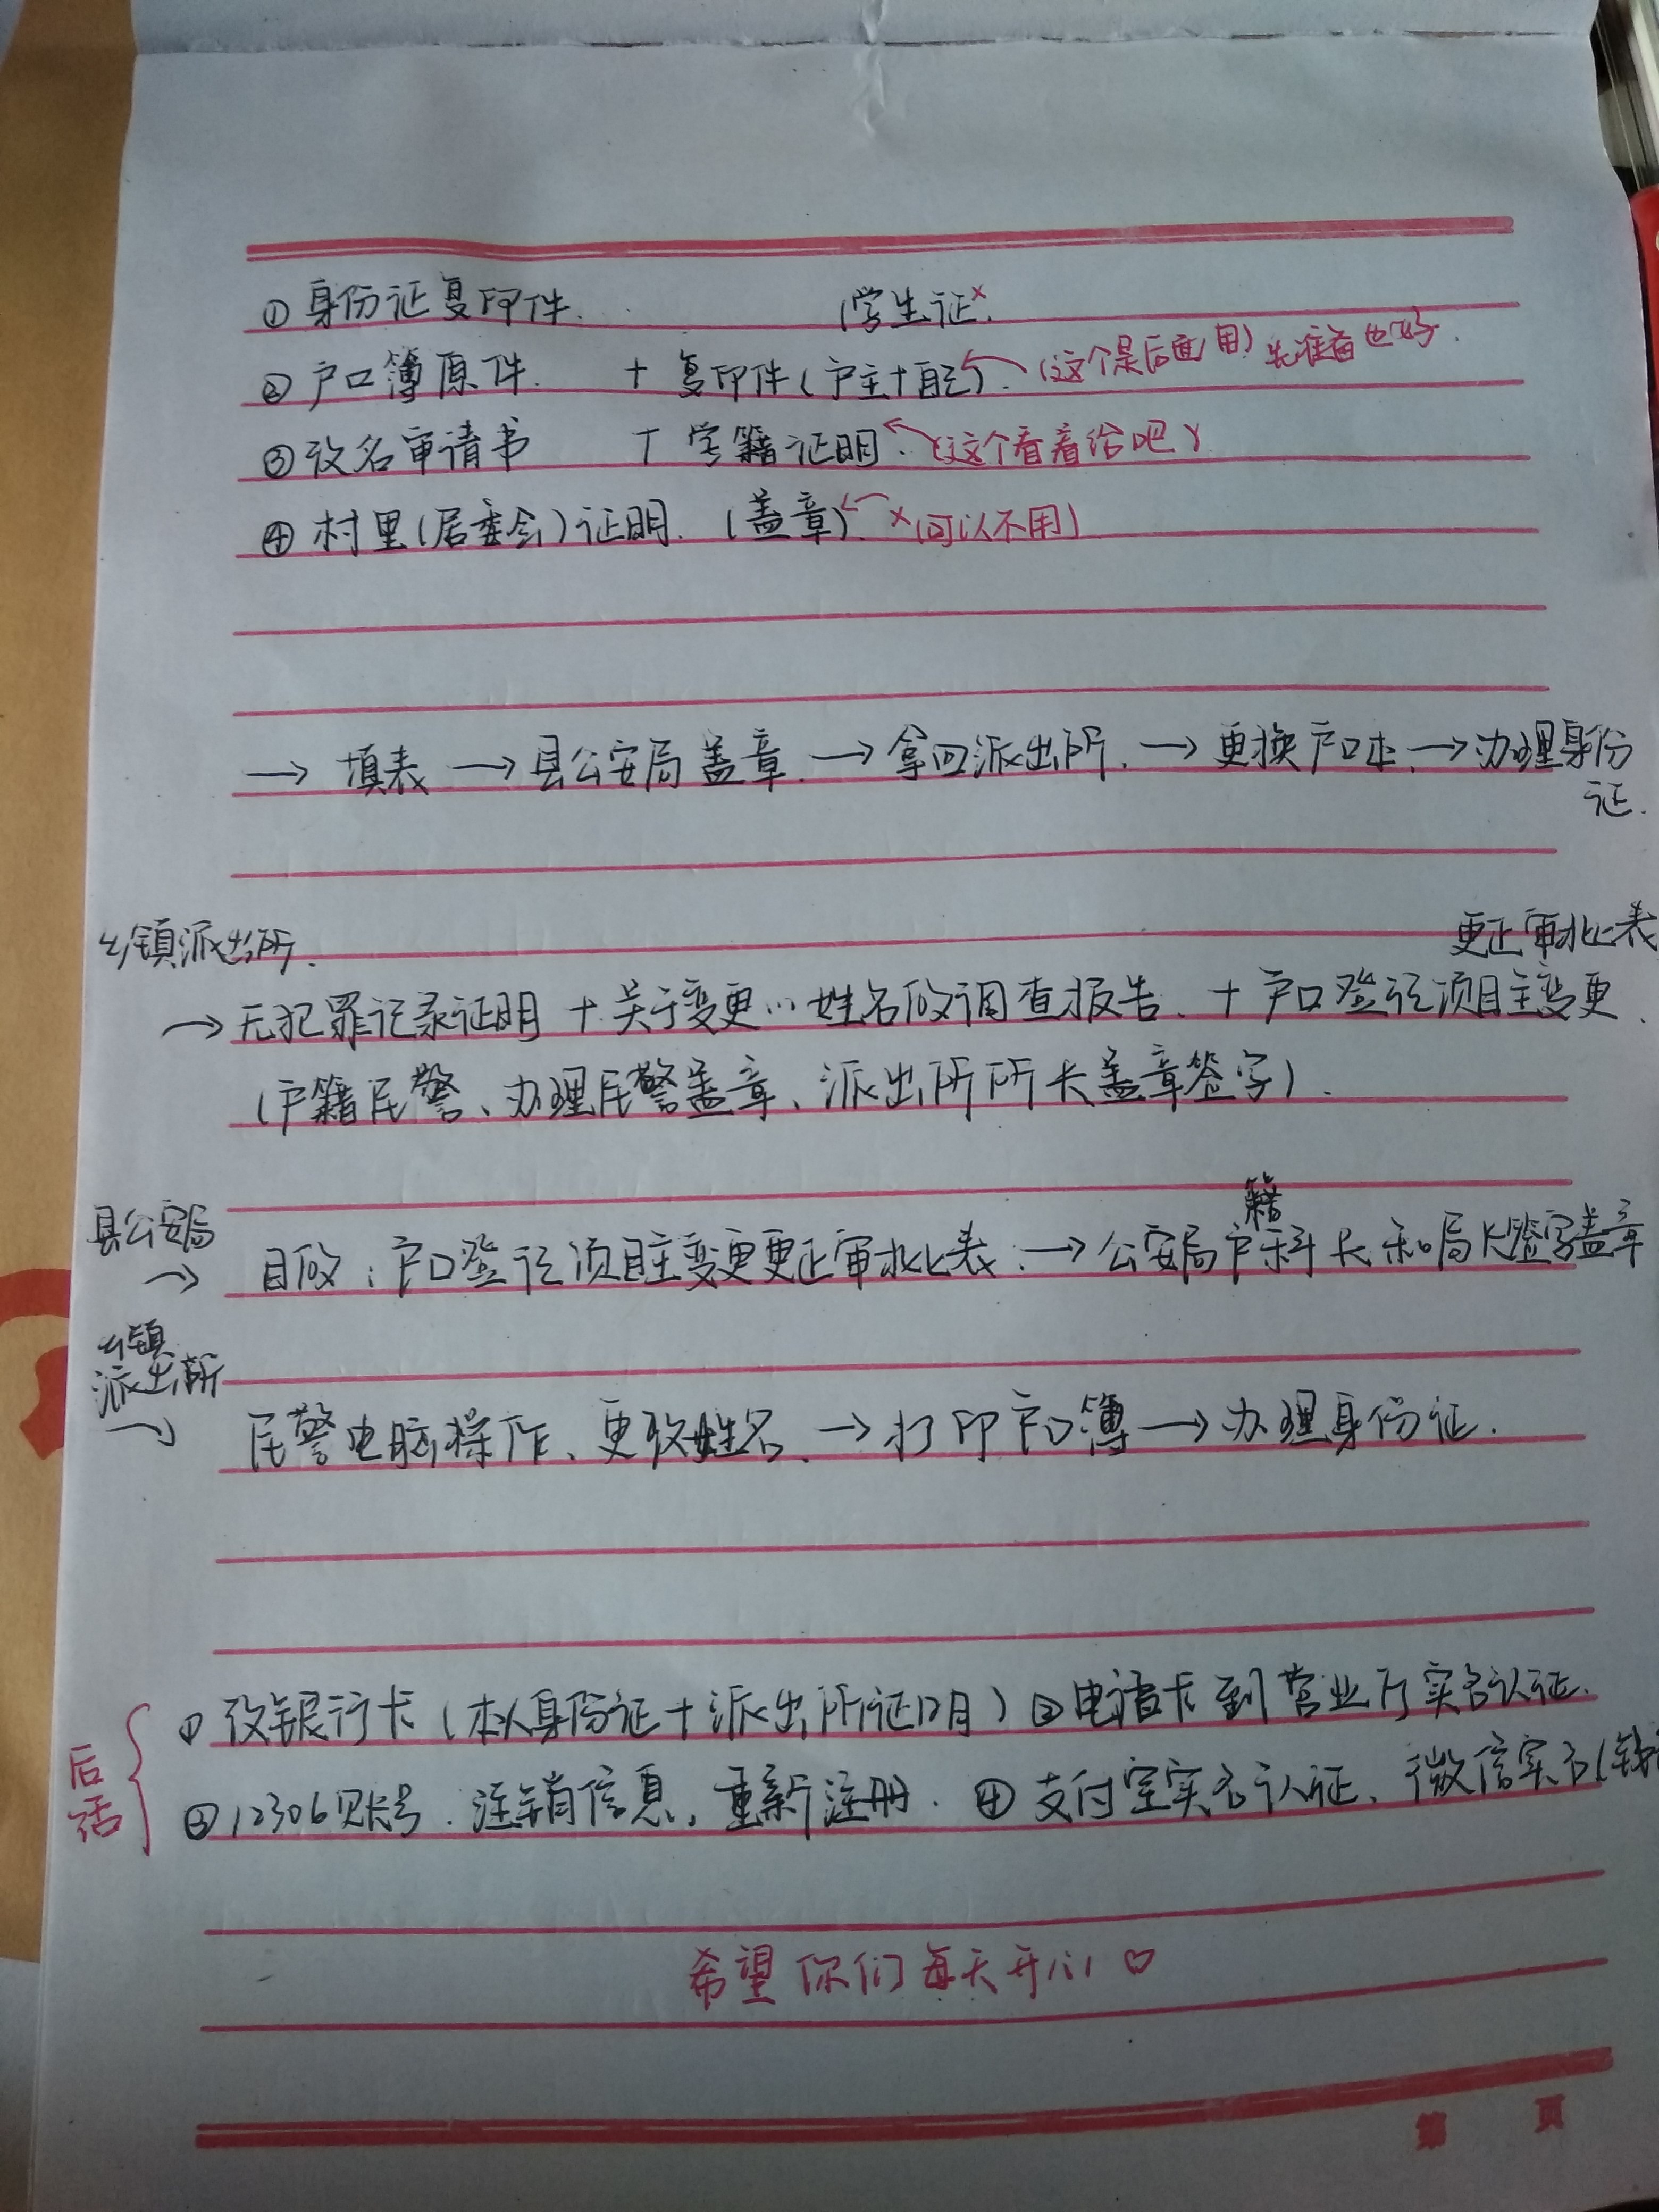 ①身份证复印件. (学生证×.
②户口簿原件. +复印件(户主+自己). (这个是后面用)先准备也好.
③改名申请书 + 学籍证明. (这个看着给吧)
④村里(居委会)证明. (盖章). ×(可以不用)
→填表→县公安局盖章.→拿回派出所.→更换户口本.→办理身份
证.
乡镇派出所. 更正审批表
→无犯罪记录证明+关于变更…姓名的调查报告.+户口登记项目主变更.
(户籍民警、办理民警盖章、派出所所长盖章签字).
县公安局 籍
→ 目的:户口登记项目主变更更正审批表.→公安局户科长和局长签字盖章
乡镇
派出所
→ 民警电脑操作、更改姓名.→打印户口簿→办理身份证.
后话
①改银行卡(本人身份证+派出所证明)②电话卡到营业厅实名认证.
③12306账号.注销信息,重新注册.④支付宝实名认证、微信实名(钱
希望你们每天开心♡
第 页